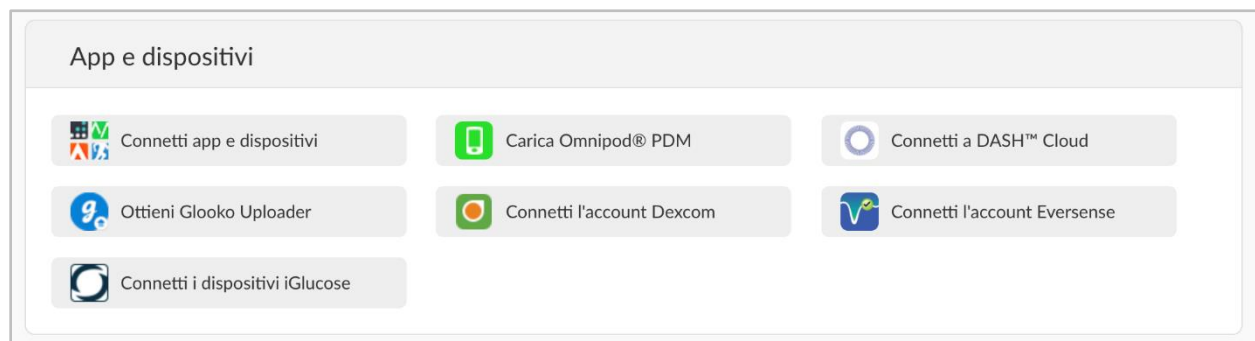 App e dispositivi
Connetti app e dispositivi
Carica Omnipod® PDM
Connetti a DASH™ Cloud
Ottieni Glooko Uploader
Connetti l'account Dexcom
Connetti l'account Eversense
Connetti i dispositivi iGlucose